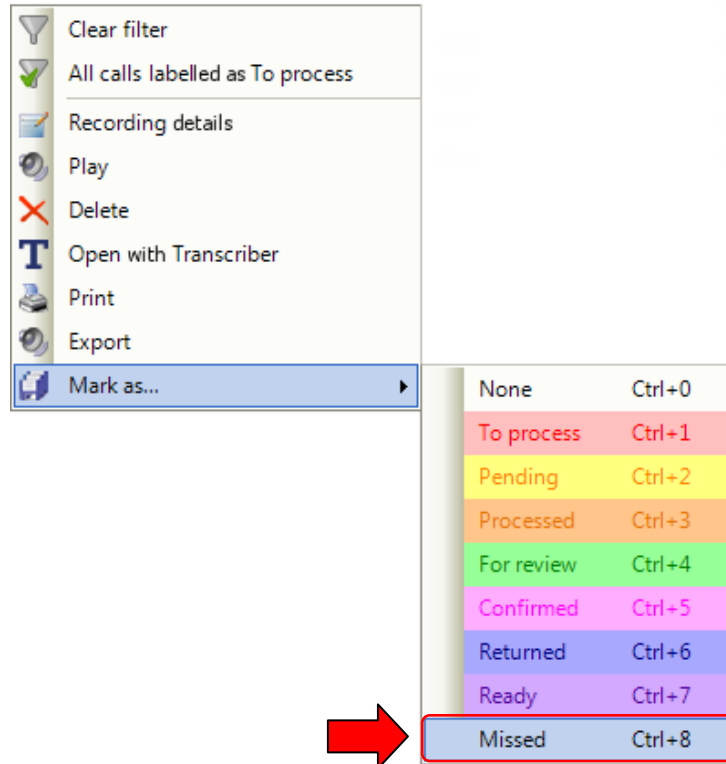 Clear filter
All calls labelled as To process
Recording details
Play
Delete
Open with Transcriber
Print
Export
Mark as...
None Ctrl+0
To process Ctrl+1
Pending Ctrl+2
Processed Ctrl+3
For review Ctrl+4
Confirmed Ctrl+5
Returned Ctrl+6
Ready Ctrl+7
Missed Ctrl+8